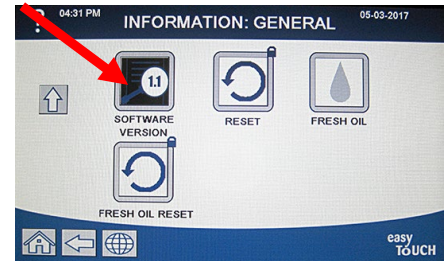 ?
04:31 PM
INFORMATION: GENERAL
05-03-2017
1.1
SOFTWARE
VERSION
RESET
FRESH OIL
FRESH OIL RESET
easy
ToUCH